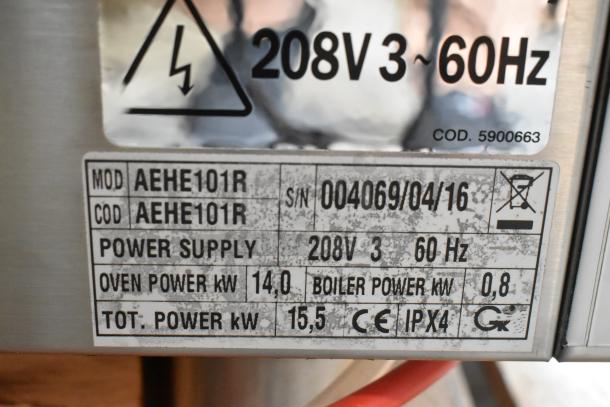 208V 3~60Hz
COD. 5900663
MOD AEHE101R
S/N 004069/04/16
COD AEHE101R
POWER SUPPLY 208V 3 60 Hz
OVEN POWER kW 14,0 BOILER POWER kW 0,8
TOT. POWER kW 15,5 CE IPX4